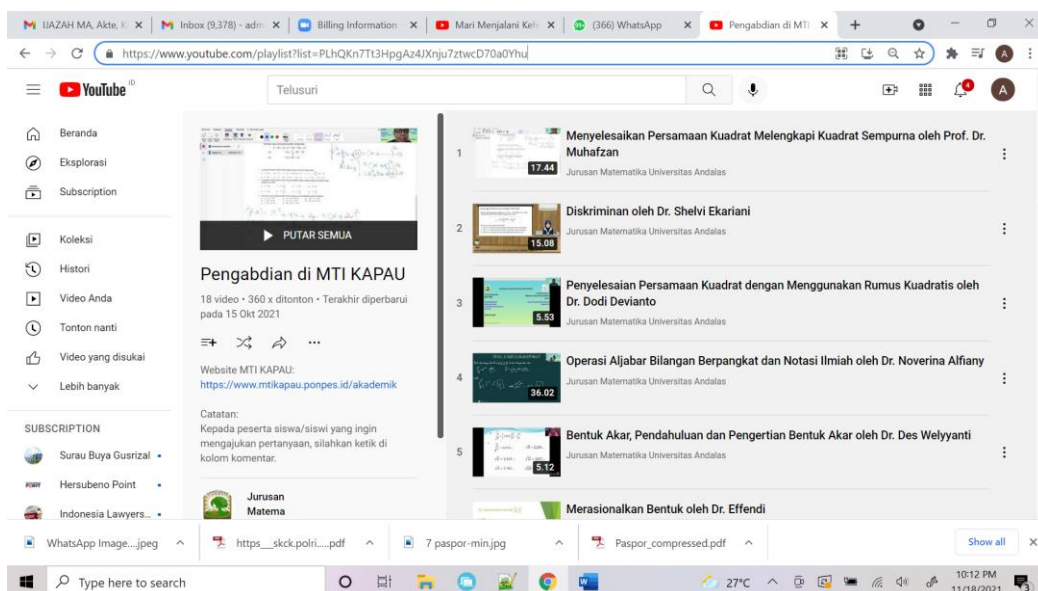 IJAZAH MA, Akte, K
Inbox (9,378) - adm
Billing Information
Mari Menjalani Keh
(366) WhatsApp
Pengabdian di MTI
https://www.youtube.com/playlist?list=PLhQKn7Tt3HpgAz4JXnju7ztwcD70a0Yhu
A
YouTube ID
Telusuri
4
A
Beranda
Eksplorasi
Subscription
Koleksi
Histori
Video Anda
Tonton nanti
Video yang disukai
Lebih banyak
SUBSCRIPTION
Surau Buya Gusrizal
Hersubeno Point
Indonesia Lawyers...
PUTAR SEMUA
Pengabdian di MTI KAPAU
18 video • 360 x ditonton • Terakhir diperbarui
pada 15 Okt 2021
Website MTI KAPAU:
https://www.mtikapau.ponpes.id/akademik
Catatan:
Kepada peserta siswa/siswi yang ingin
mengajukan pertanyaan, silahkan ketik di
kolom komentar.
Jurusan
Matema
1
17.44
Menyelesaikan Persamaan Kuadrat Melengkapi Kuadrat Sempurna oleh Prof. Dr.
Muhafzan
Jurusan Matematika Universitas Andalas
2
15.08
Diskriminan oleh Dr. Shelvi Ekariani
Jurusan Matematika Universitas Andalas
3
5.53
Penyelesaian Persamaan Kuadrat dengan Menggunakan Rumus Kuadratis oleh
Dr. Dodi Devianto
Jurusan Matematika Universitas Andalas
4
36.02
Operasi Aljabar Bilangan Berpangkat dan Notasi Ilmiah oleh Dr. Noverina Alfiany
Jurusan Matematika Universitas Andalas
5
5.12
Bentuk Akar, Pendahuluan dan Pengertian Bentuk Akar oleh Dr. Des Welyyanti
Jurusan Matematika Universitas Andalas
Merasionalkan Bentuk oleh Dr. Effendi
WhatsApp Image....jpeg
https__skck.polri.....pdf
7 paspor-min.jpg
Paspor_compressed.pdf
Show all
Type here to search
27°C
10:12 PM
11/18/2021
3